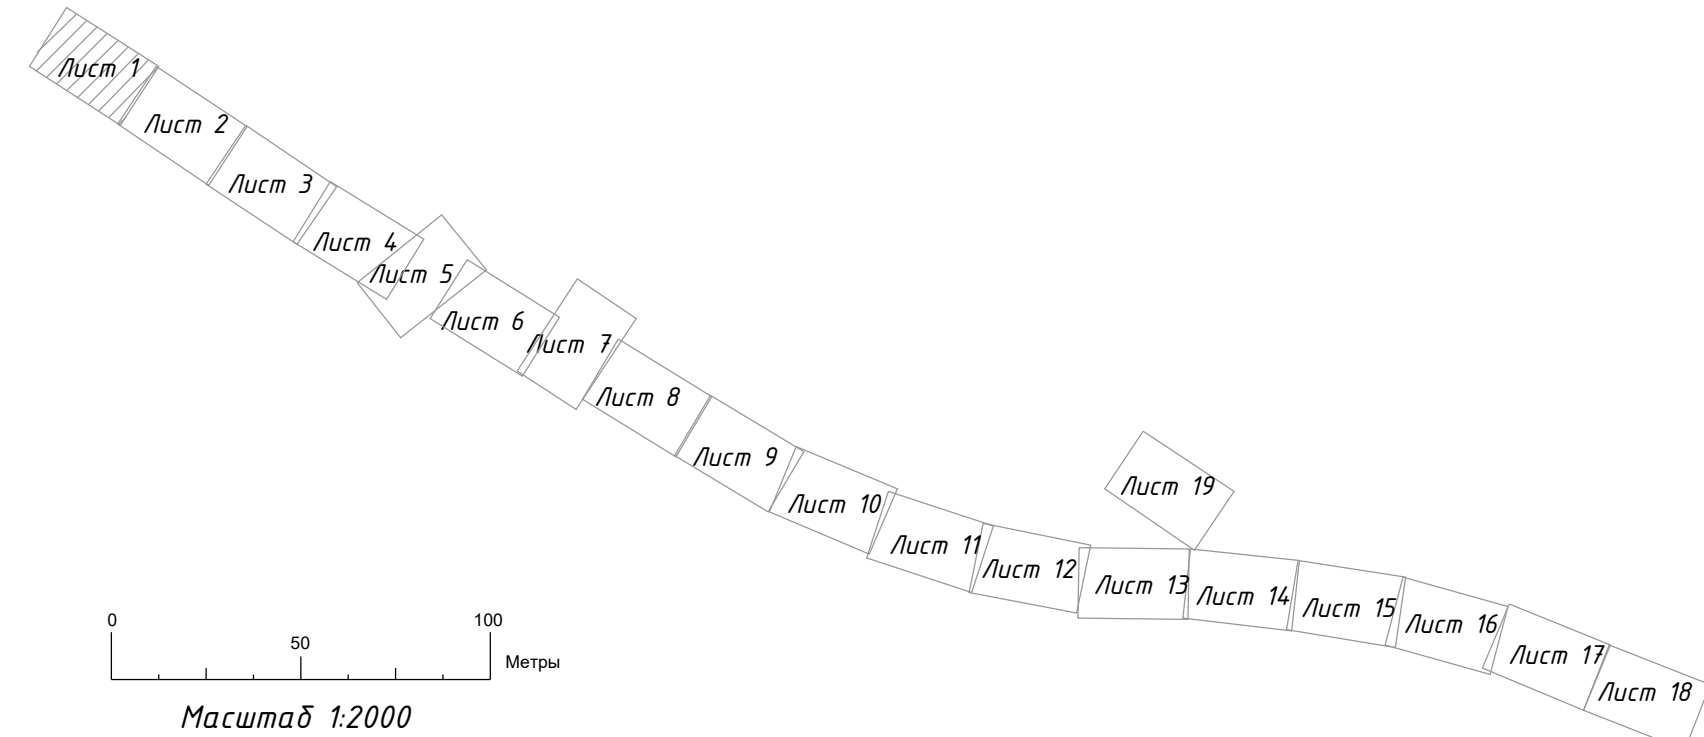 Лист 1
Лист 2
Лист 3
Лист 4
Лист 5
Лист 6
Лист 7
Лист 8
Лист 9
Лист 10
Лист 11
Лист 12
Лист 13
Лист 14
Лист 15
Лист 16
Лист 17
Лист 18
Лист 19
0 50 100
Метры
Масштаб 1:2000